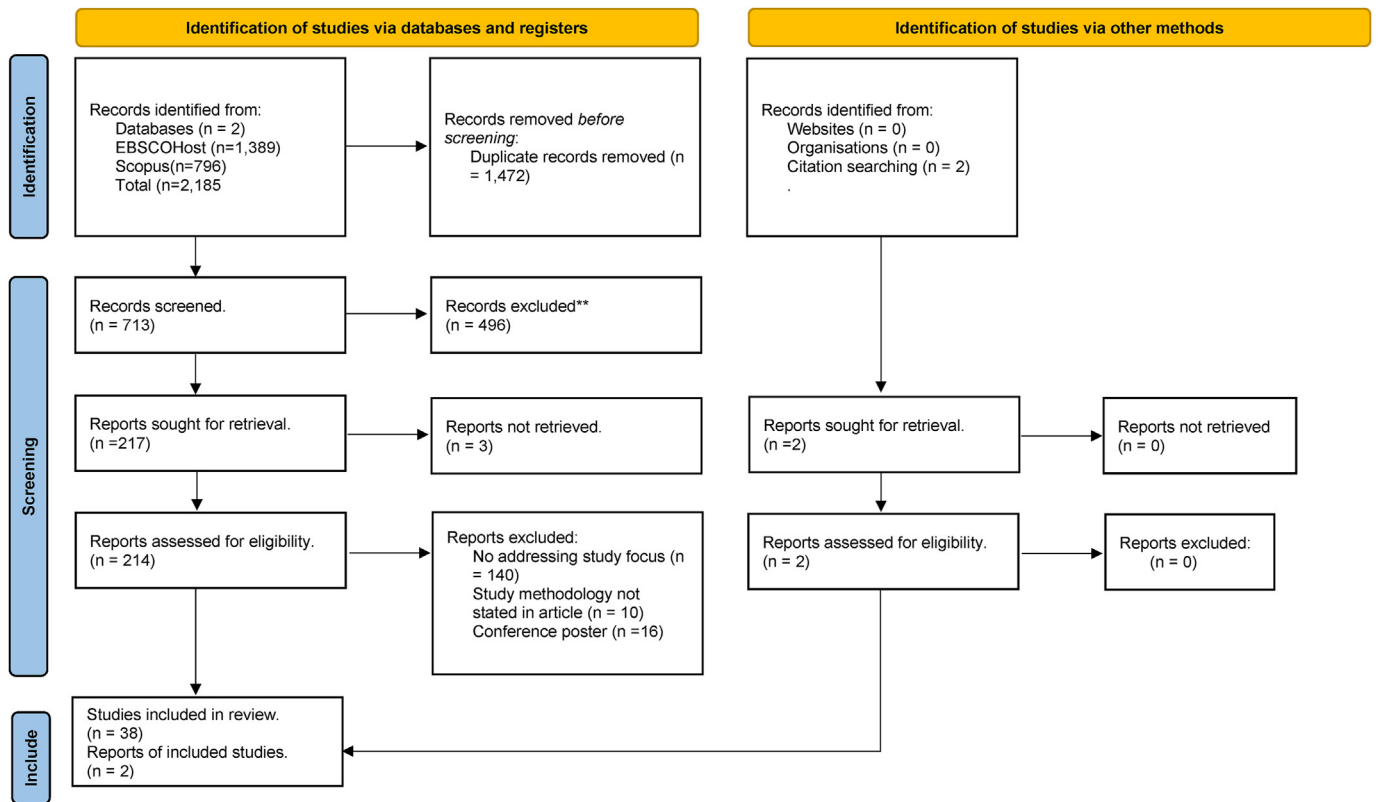 Identification of studies via databases and registers
Identification of studies via other methods
Identification
Records identified from:
Databases (n = 2)
EBSCOHost (n=1,389)
Scopus(n=796)
Total (n=2,185
Records removed before
screening:
Duplicate records removed (n
= 1,472)
Records identified from:
Websites (n = 0)
Organisations (n = 0)
Citation searching (n = 2)
.
Screening
Records screened.
(n = 713)
Records excluded**
(n = 496)
Reports sought for retrieval.
(n =217)
Reports not retrieved.
(n = 3)
Reports sought for retrieval.
(n =2)
Reports not retrieved
(n = 0)
Reports assessed for eligibility.
(n = 214)
Reports excluded:
No addressing study focus (n
= 140)
Study methodology not
stated in article (n = 10)
Conference poster (n =16)
Reports assessed for eligibility.
(n = 2)
Reports excluded:
(n = 0)
Include
Studies included in review.
(n = 38)
Reports of included studies.
(n = 2)